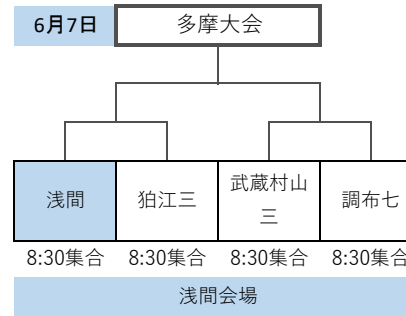 6月7日
多摩大会
浅間
狛江三
武蔵村山
三
調布七
8:30集合
8:30集合
8:30集合
8:30集合
浅間会場